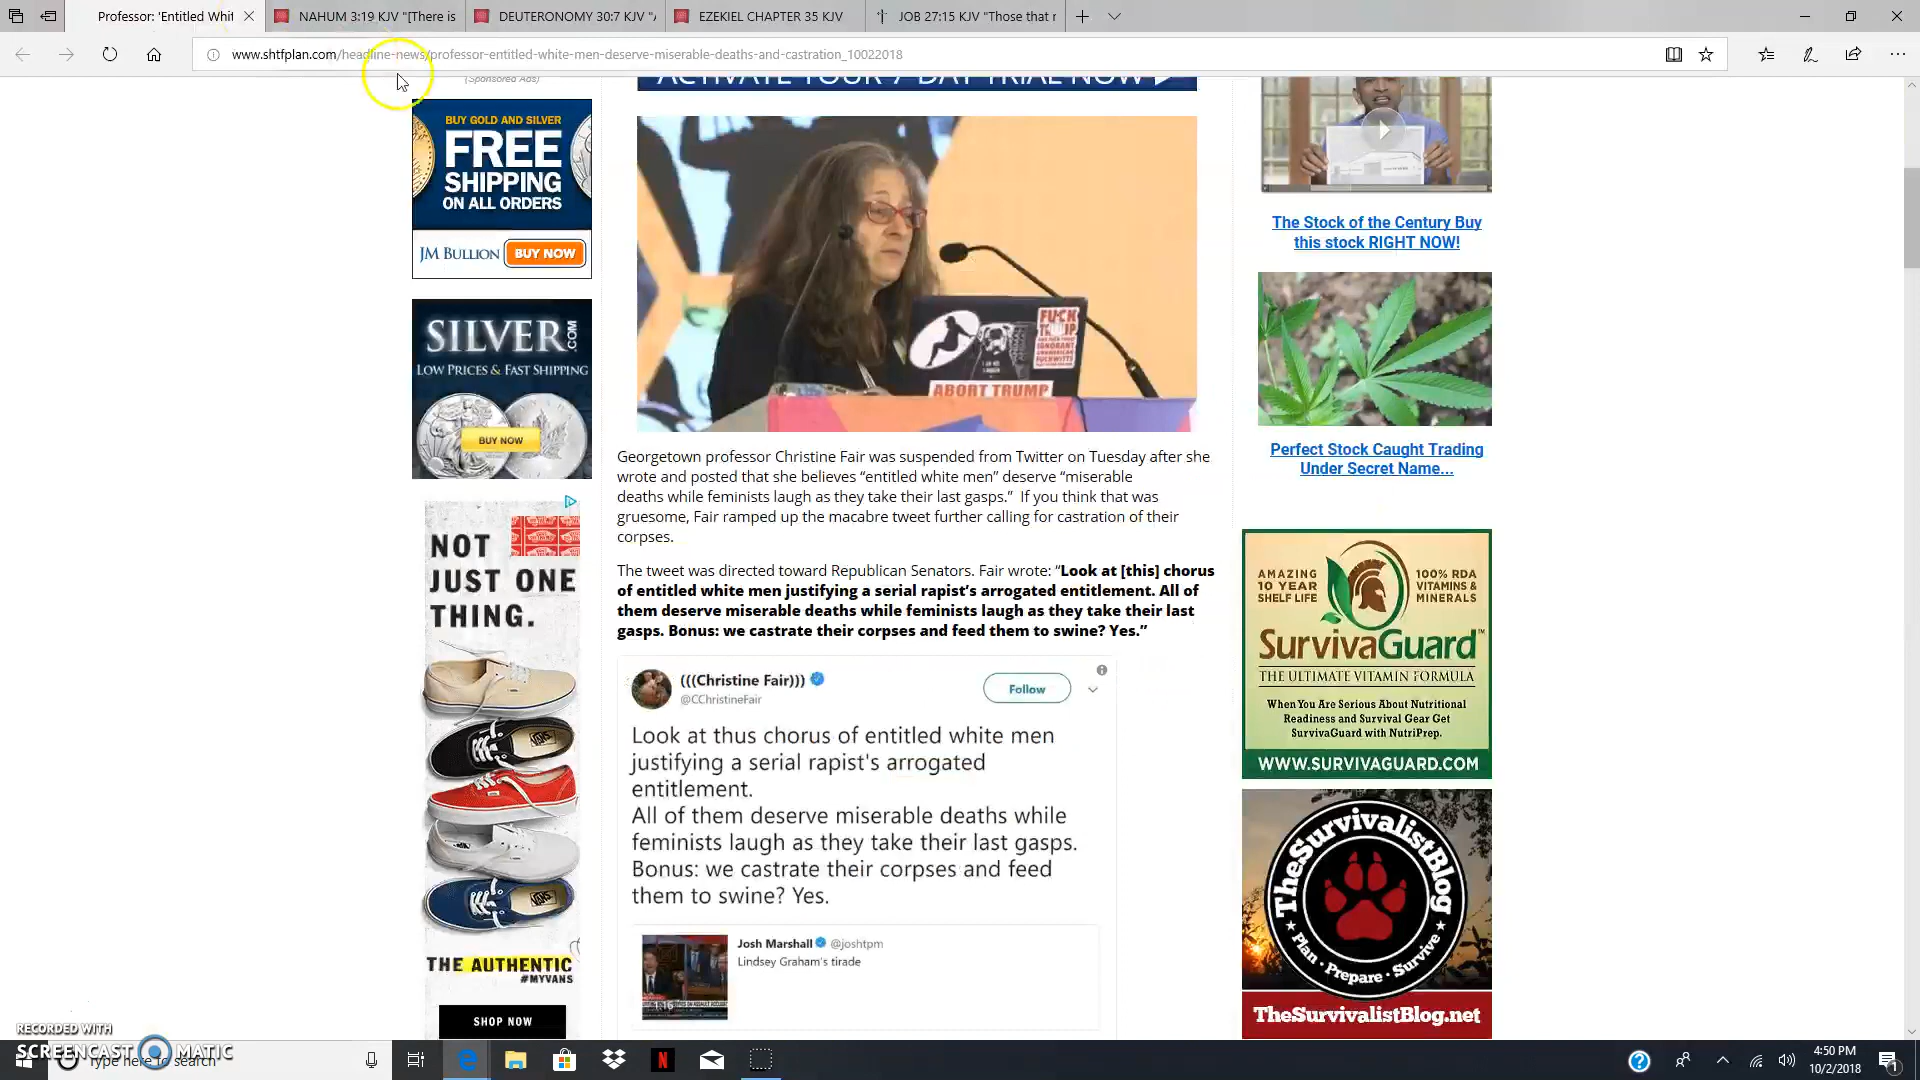 Professor: 'Entitled Whit
NAHUM 3:19 KJV "[There is
DEUTERONOMY 30:7 KJV "A
EZEKIEL CHAPTER 35 KJV
JOB 27:15 KJV "Those that r
www.shtfplan.com/headline-news/professor-entitled-white-men-deserve-miserable-deaths-and-castration_10022018
(Sponsored Ads)
ACTIVATE YOUR 7 DAY TRIAL NOW
BUY GOLD AND SILVER
FREE
SHIPPING
ON ALL ORDERS
JM BULLION
BUY NOW
SILVER.COM
LOW PRICES & FAST SHIPPING
BUY NOW
NOT
JUST ONE
THING.
THE AUTHENTIC
#MYVANS
SHOP NOW
FUCK
ABORT TRUMP
Georgetown professor Christine Fair was suspended from Twitter on Tuesday after she
wrote and posted that she believes “entitled white men” deserve “miserable
deaths while feminists laugh as they take their last gasps.”  If you think that was
gruesome, Fair ramped up the macabre tweet further calling for castration of their
corpses.
The tweet was directed toward Republican Senators. Fair wrote: “Look at [this] chorus
of entitled white men justifying a serial rapist’s arrogated entitlement. All of
them deserve miserable deaths while feminists laugh as they take their last
gasps. Bonus: we castrate their corpses and feed them to swine? Yes.”
(((Christine Fair)))
@CChristineFair
Follow
Look at thus chorus of entitled white men
justifying a serial rapist's arrogated
entitlement.
All of them deserve miserable deaths while
feminists laugh as they take their last gasps.
Bonus: we castrate their corpses and feed
them to swine? Yes.
Josh Marshall @joshtpm
Lindsey Graham's tirade
The Stock of the Century Buy
this stock RIGHT NOW!
Perfect Stock Caught Trading
Under Secret Name...
AMAZING
10 YEAR
SHELF LIFE
100% RDA
VITAMINS &
MINERALS
SurvivaGuard™
THE ULTIMATE VITAMIN FORMULA
When You Are Serious About Nutritional
Readiness and Survival Gear Get
SurvivaGuard with NutriPrep.
WWW.SURVIVAGUARD.COM
TheSurvivalistBlog
Plan • Prepare • Survive
TheSurvivalistBlog.net
RECORDED WITH
SCREENCAST MATIC
Type here to search
4:50 PM
10/2/2018